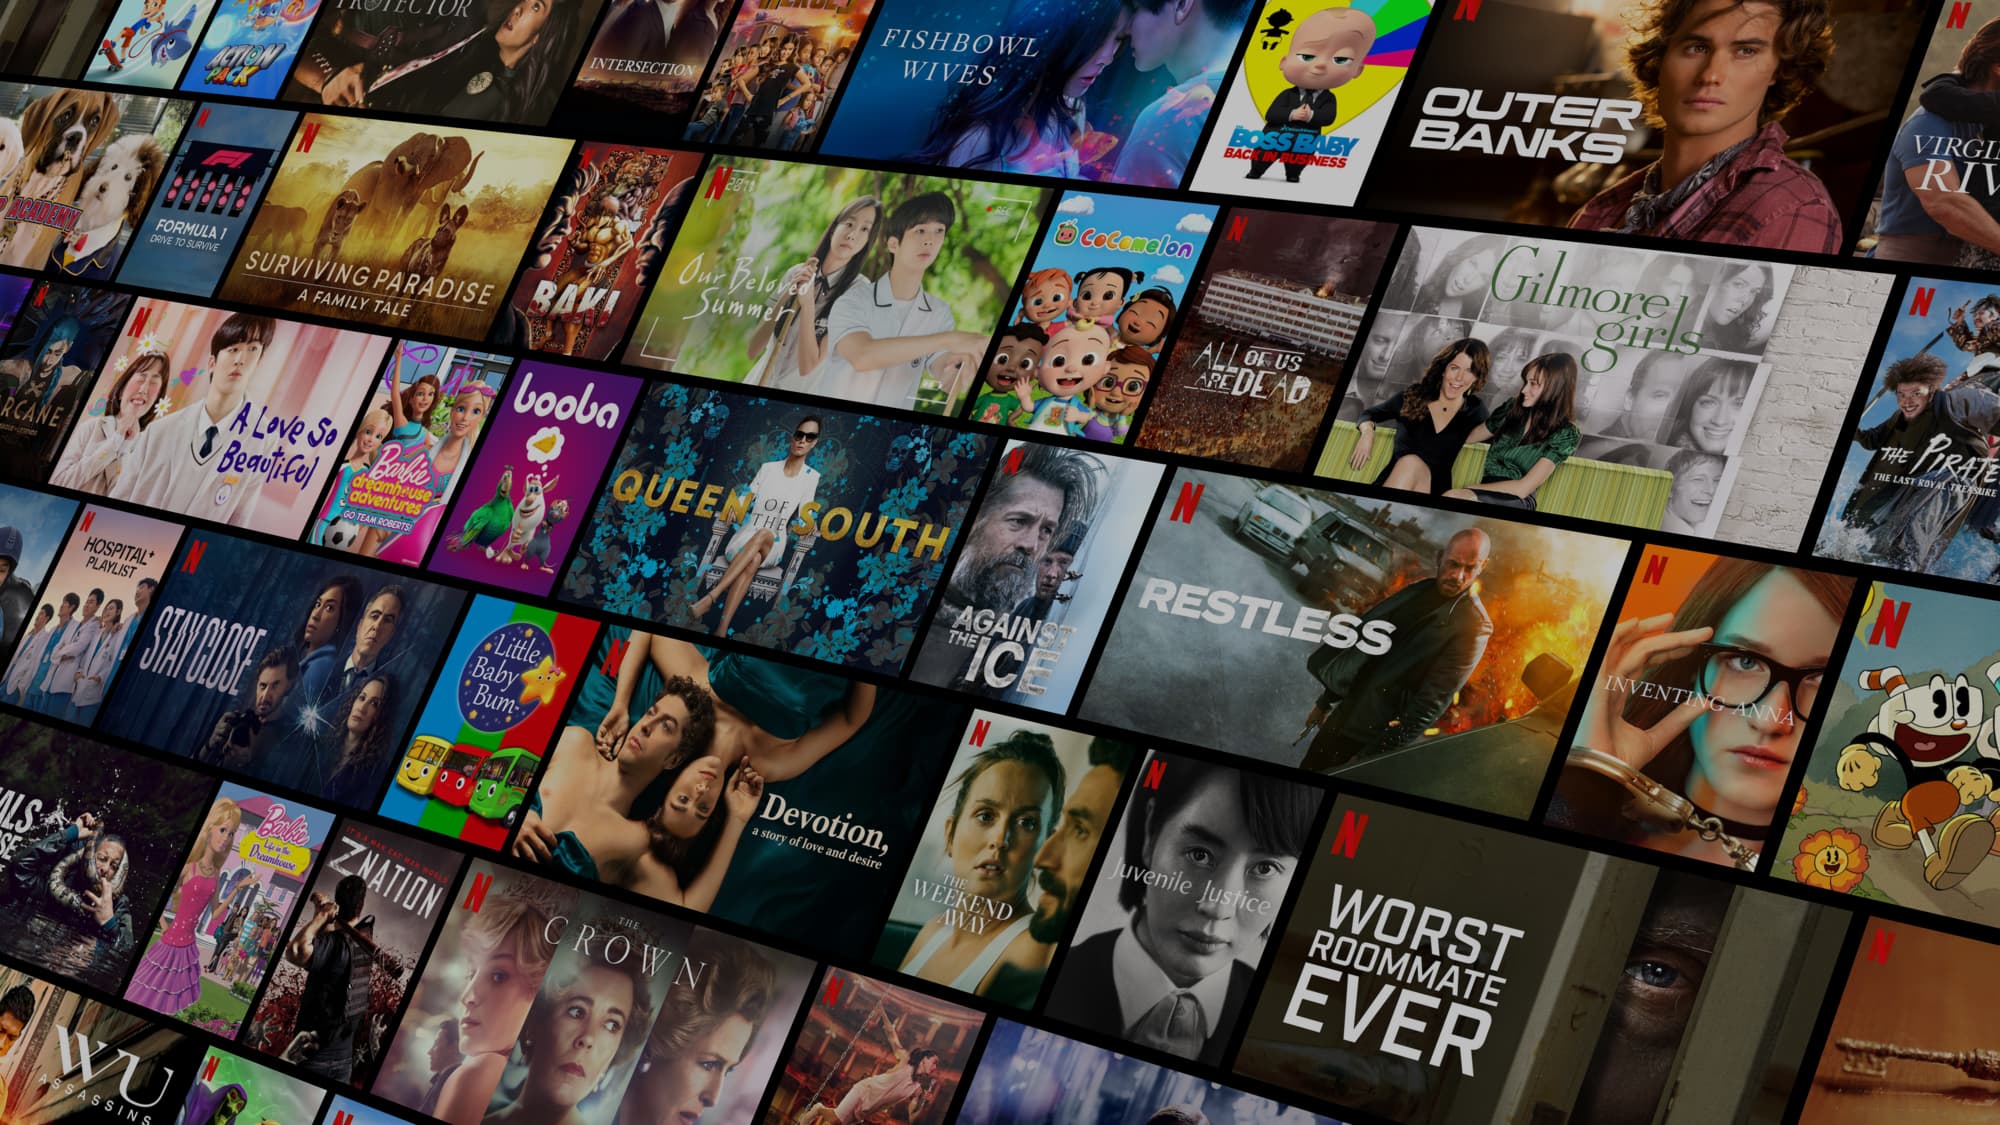 ACTION
PACK
PROTECTOR
INTERSECTION
FISHBOWL
WIVES
BOSS BABY
BACK IN BUSINESS
OUTER
BANKS
ACADEMY
FORMULA 1
DRIVE TO SURVIVE
SURVIVING PARADISE
A FAMILY TALE
BAKI
Our Beloved
Summer
REC
CoComelon
ALL OF US
ARE DEAD
Gilmore
girls
THE PIRATES
THE LAST ROYAL TREASURE
ARCANE
A Love So
Beautiful
Barbie
dreamhouse
adventures
GO TEAM ROBERTS!
booba
QUEEN OF
THE SOUTH
AGAINST
THE ICE
RESTLESS
INVENTING ANNA
HOSPITAL
PLAYLIST
STAY CLOSE
Little
Baby
Bum
Devotion,
a story of love and desire
THE
WEEKEND
AWAY
Juvenile Justice
WORST
ROOMMATE
EVER
Barbie
Life in the
Dreamhouse
Z NATION
THE
CROWN
WU
ASSASSINS